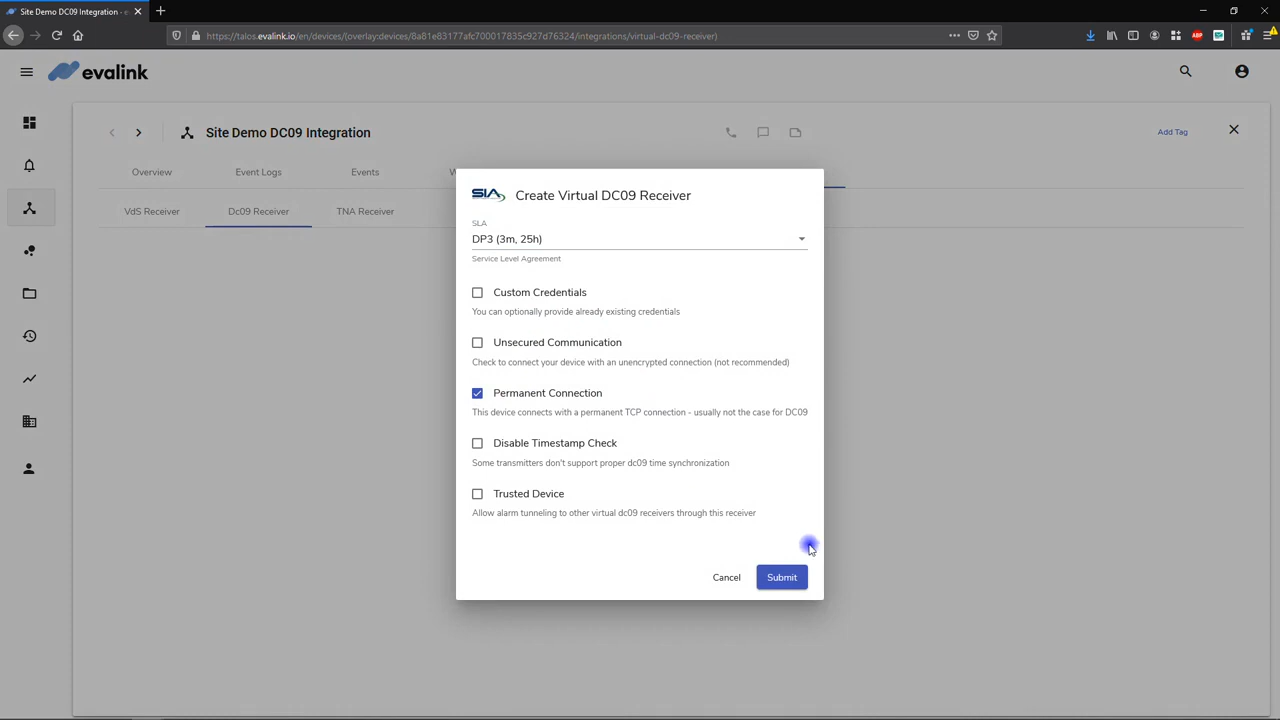 Site Demo DC09 Integration - ev
https://talos.evalink.io/en/devices/(overlay:devices/8a81e83177afc700017835c927d76324/integrations/virtual-dc09-receiver)
evalink
Site Demo DC09 Integration
Add Tag
Overview
Event Logs
Events
W
VdS Receiver
Dc09 Receiver
TNA Receiver
SIA
Create Virtual DC09 Receiver
SLA
DP3 (3m, 25h)
Service Level Agreement
Custom Credentials
You can optionally provide already existing credentials
Unsecured Communication
Check to connect your device with an unencrypted connection (not recommended)
Permanent Connection
This device connects with a permanent TCP connection - usually not the case for DC09
Disable Timestamp Check
Some transmitters don't support proper dc09 time synchronization
Trusted Device
Allow alarm tunneling to other virtual dc09 receivers through this receiver
Cancel
Submit